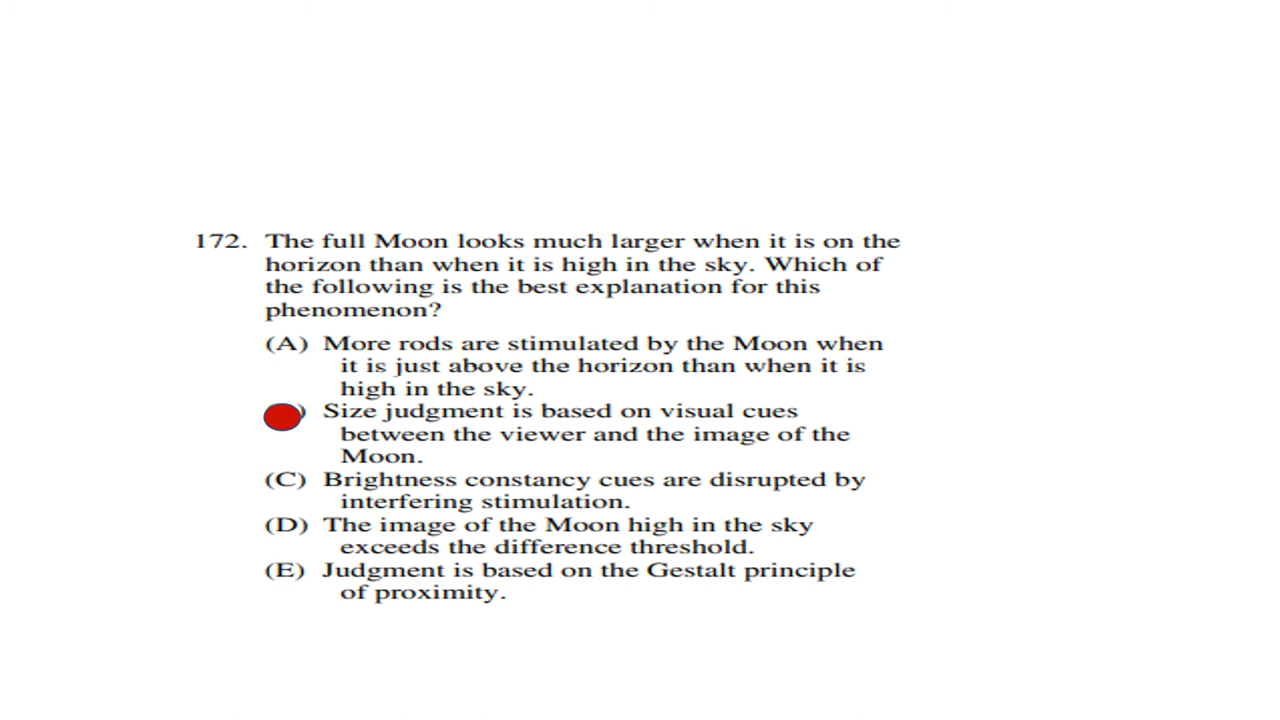 172. The full Moon looks much larger when it is on the
horizon than when it is high in the sky. Which of
the following is the best explanation for this
phenomenon?
(A) More rods are stimulated by the Moon when
it is just above the horizon than when it is
high in the sky.
) Size judgment is based on visual cues
between the viewer and the image of the
Moon.
(C) Brightness constancy cues are disrupted by
interfering stimulation.
(D) The image of the Moon high in the sky
exceeds the difference threshold.
(E) Judgment is based on the Gestalt principle
of proximity.